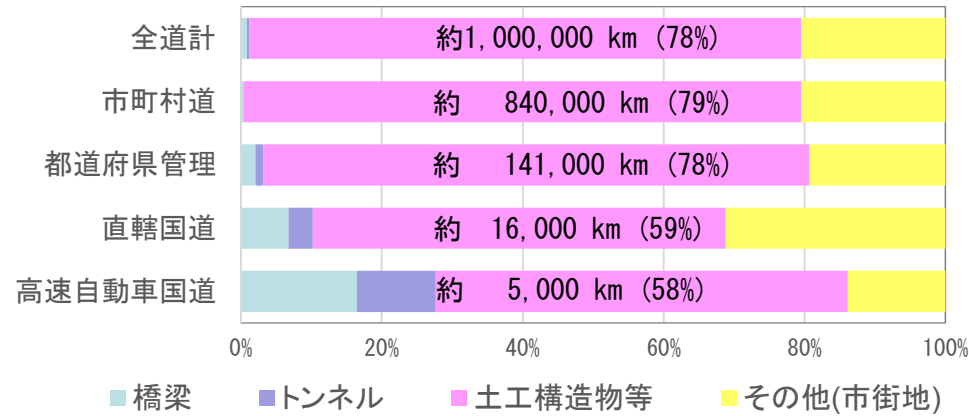 全道計 約1,000,000 km (78%)
市町村道 約 840,000 km (79%)
都道府県管理 約 141,000 km (78%)
直轄国道 約 16,000 km (59%)
高速自動車国道 約 5,000 km (58%)
0% 20% 40% 60% 80% 100%
橋梁 トンネル 土工構造物等 その他(市街地)